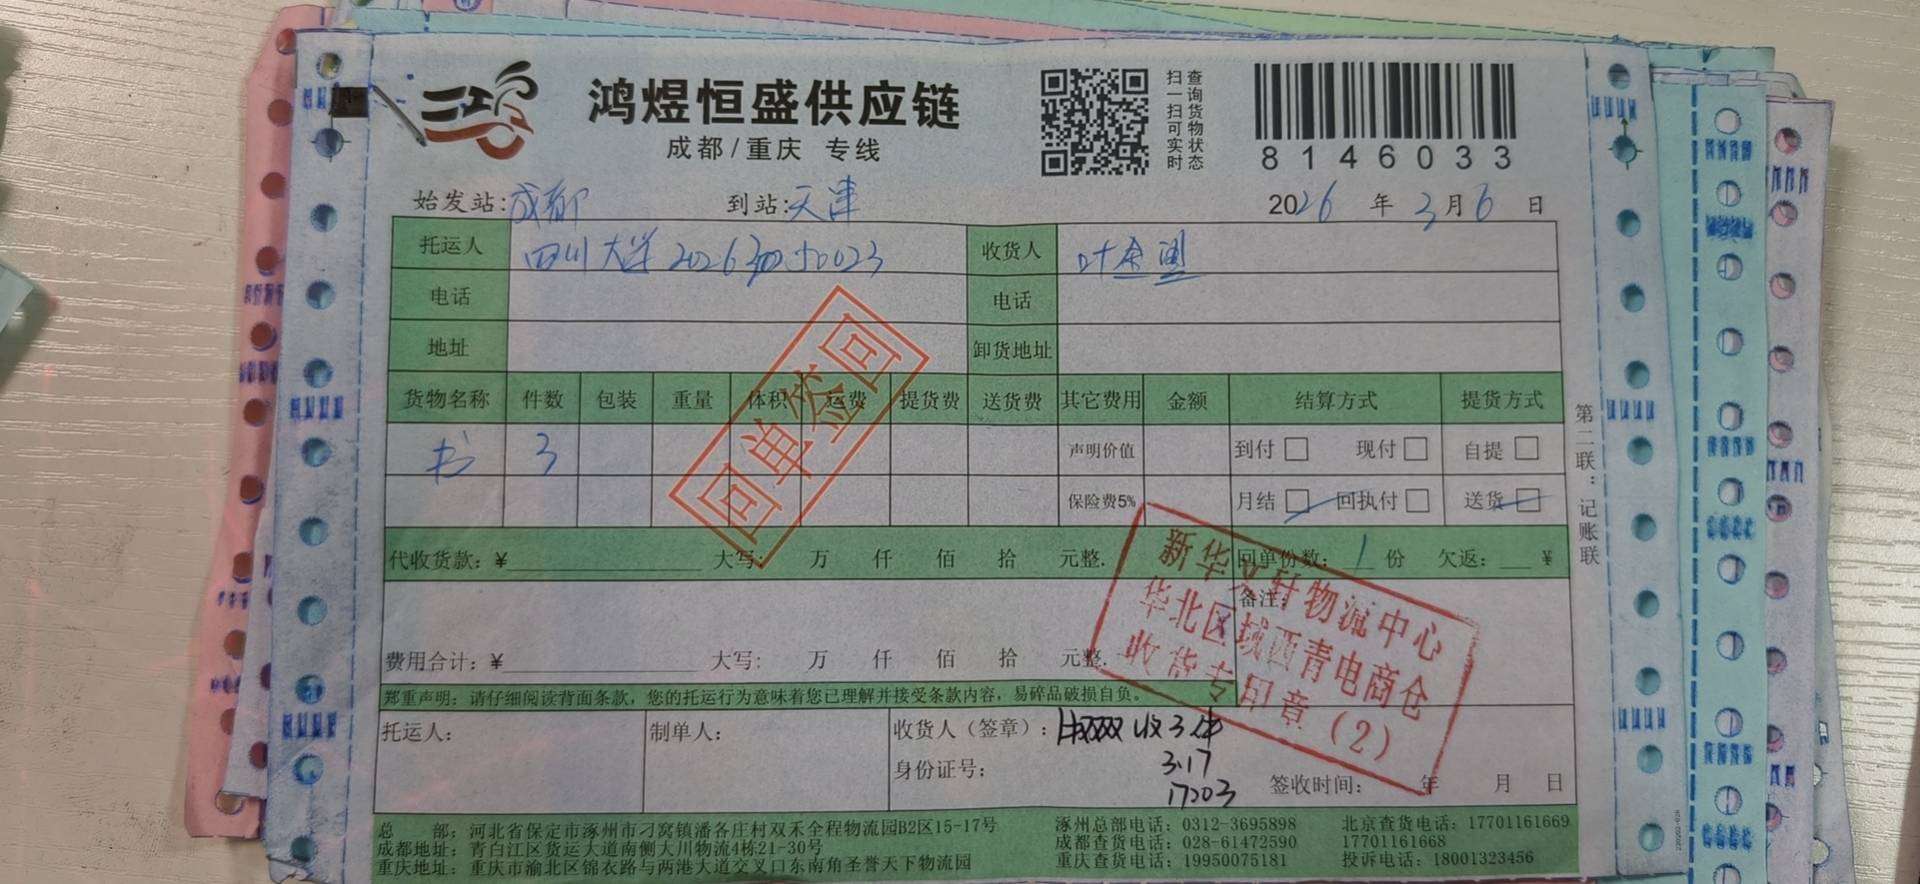 三江
鸿煜恒盛供应链
成都/重庆 专线
扫一扫可实时
查询货物状态
8146033
始发站:成都 到站:天津 2026年3月6日
托运人 四川大学 收货人 叶金
电话 电话
地址 卸货地址
货物名称 件数 包装 重量 体积 运费 提货费 送货费 其它费用 金额 结算方式 提货方式
书 3 声明价值 到付 现付 自提
保险费5% 月结 回执付 送货
代收货款：¥ 大写： 万 仟 佰 拾 元整. 回单份数：1份 欠返： ¥
备注：
费用合计：¥ 大写： 万 仟 佰 拾 元整.
郑重声明：请仔细阅读背面条款，您的托运行为意味着您已理解并接受条款内容，易碎品破损自负。
托运人： 制单人： 收货人（签章）： 收3件
身份证号： 3.17
17203
签收时间： 年 月 日
总 部：河北省保定市涿州市刁窝镇潘各庄村双禾全程物流园B2区15-17号 涿州总部电话：0312-3695898 北京查货电话：17701161669
成都地址：青白江区货运大道南侧大川物流4栋21-30号 成都查货电话：028-61472590 17701161668
重庆地址：重庆市渝北区锦衣路与两港大道交叉口东南角圣誉天下物流园 重庆查货电话：19950075181 投诉电话：18001323456
第二联：记账联
回单签回
新华文轩物流中心
华北区域西青电商仓
收货专印章（2）